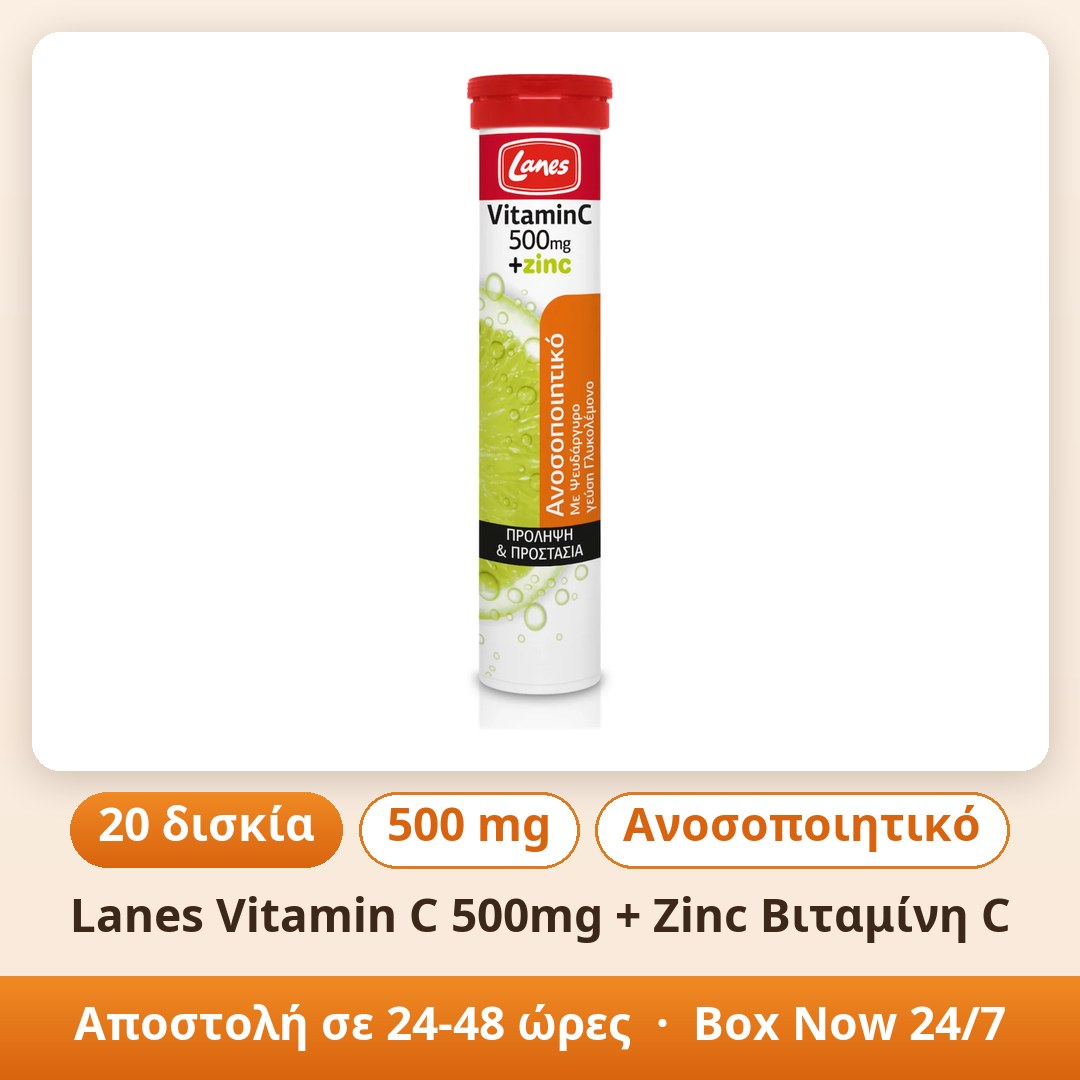 Lanes
VitaminC
500mg
+zinc
Ανοσοποιητικό
Με Ψευδάργυρο
γεύση Γλυκολέμονο
ΠΡΟΛΗΨΗ
& ΠΡΟΣΤΑΣΙΑ
20 δισκία
500 mg
Ανοσοποιητικό
Lanes Vitamin C 500mg + Zinc Βιταμίνη C
Αποστολή σε 24-48 ώρες · Box Now 24/7